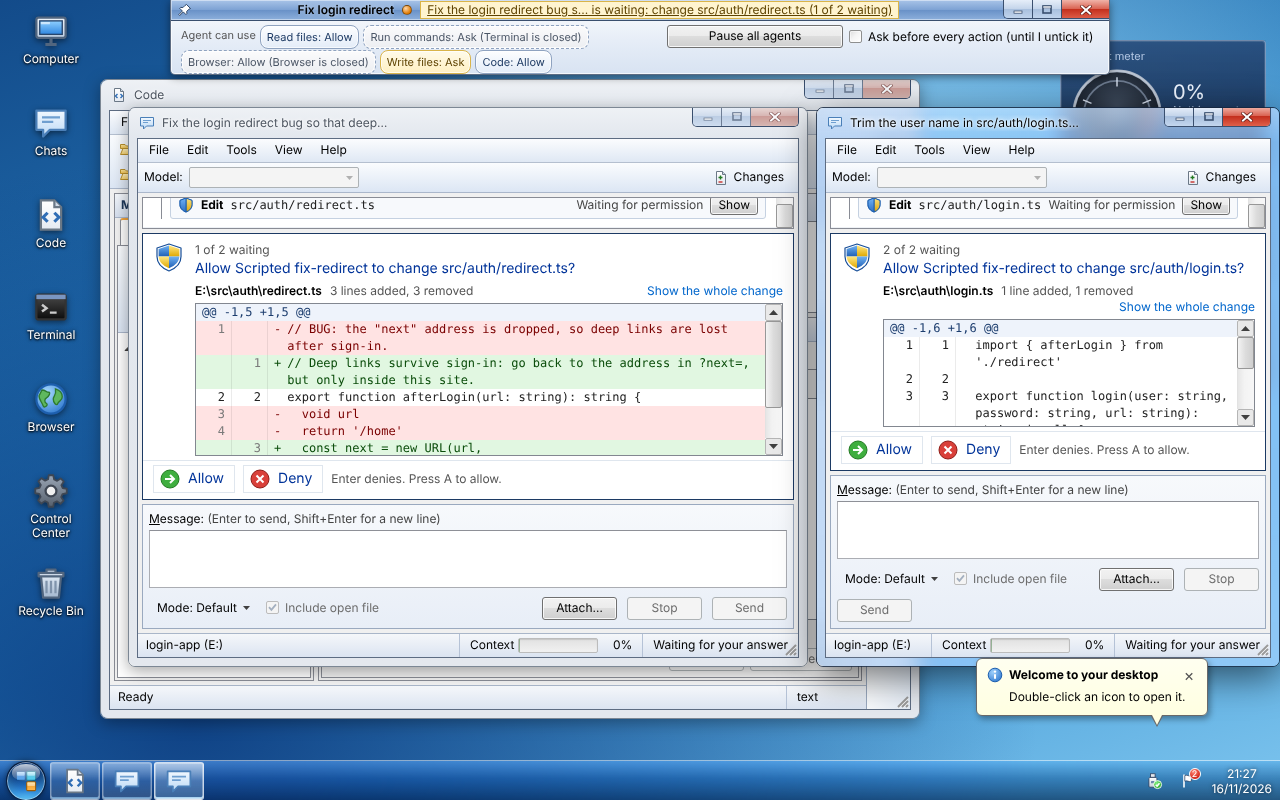 Computer
Chats
Code
Terminal
Browser
Control
Center
Recycle Bin
Fix login redirect
Fix the login redirect bug s... is waiting: change src/auth/redirect.ts (1 of 2 waiting)
Agent can use
Read files: Allow
Run commands: Ask (Terminal is closed)
Browser: Allow (Browser is closed)
Write files: Ask
Code: Allow
Pause all agents
Ask before every action (until I untick it)
meter
0%
Code
Fix the login redirect bug so that deep...
File Edit Tools View Help
Model:
Changes
Edit src/auth/redirect.ts Waiting for permission Show
1 of 2 waiting
Allow Scripted fix-redirect to change src/auth/redirect.ts?
E:\src\auth\redirect.ts 3 lines added, 3 removed Show the whole change
@@ -1,5 +1,5 @@
1 - // BUG: the "next" address is dropped, so deep links are lost
after sign-in.
1 + // Deep links survive sign-in: go back to the address in ?next=,
but only inside this site.
2 2 export function afterLogin(url: string): string {
3 - void url
4 - return '/home'
3 + const next = new URL(url,
Allow Deny Enter denies. Press A to allow.
Message: (Enter to send, Shift+Enter for a new line)
Mode: Default Include open file Attach... Stop Send
login-app (E:) Context 0% Waiting for your answer
Ready text
Trim the user name in src/auth/login.ts...
File Edit Tools View Help
Model:
Changes
Edit src/auth/login.ts Waiting for permission Show
2 of 2 waiting
Allow Scripted fix-redirect to change src/auth/login.ts?
E:\src\auth\login.ts 1 line added, 1 removed
Show the whole change
@@ -1,6 +1,6 @@
1 1 import { afterLogin } from
'./redirect'
2 2
3 3 export function login(user: string,
password: string, url: string):
Allow Deny Enter denies. Press A to allow.
Message: (Enter to send, Shift+Enter for a new line)
Mode: Default Include open file Attach... Stop
Send
login-app (E:) Context 0% Waiting for your answer
Welcome to your desktop
Double-click an icon to open it.
2
21:27
16/11/2026